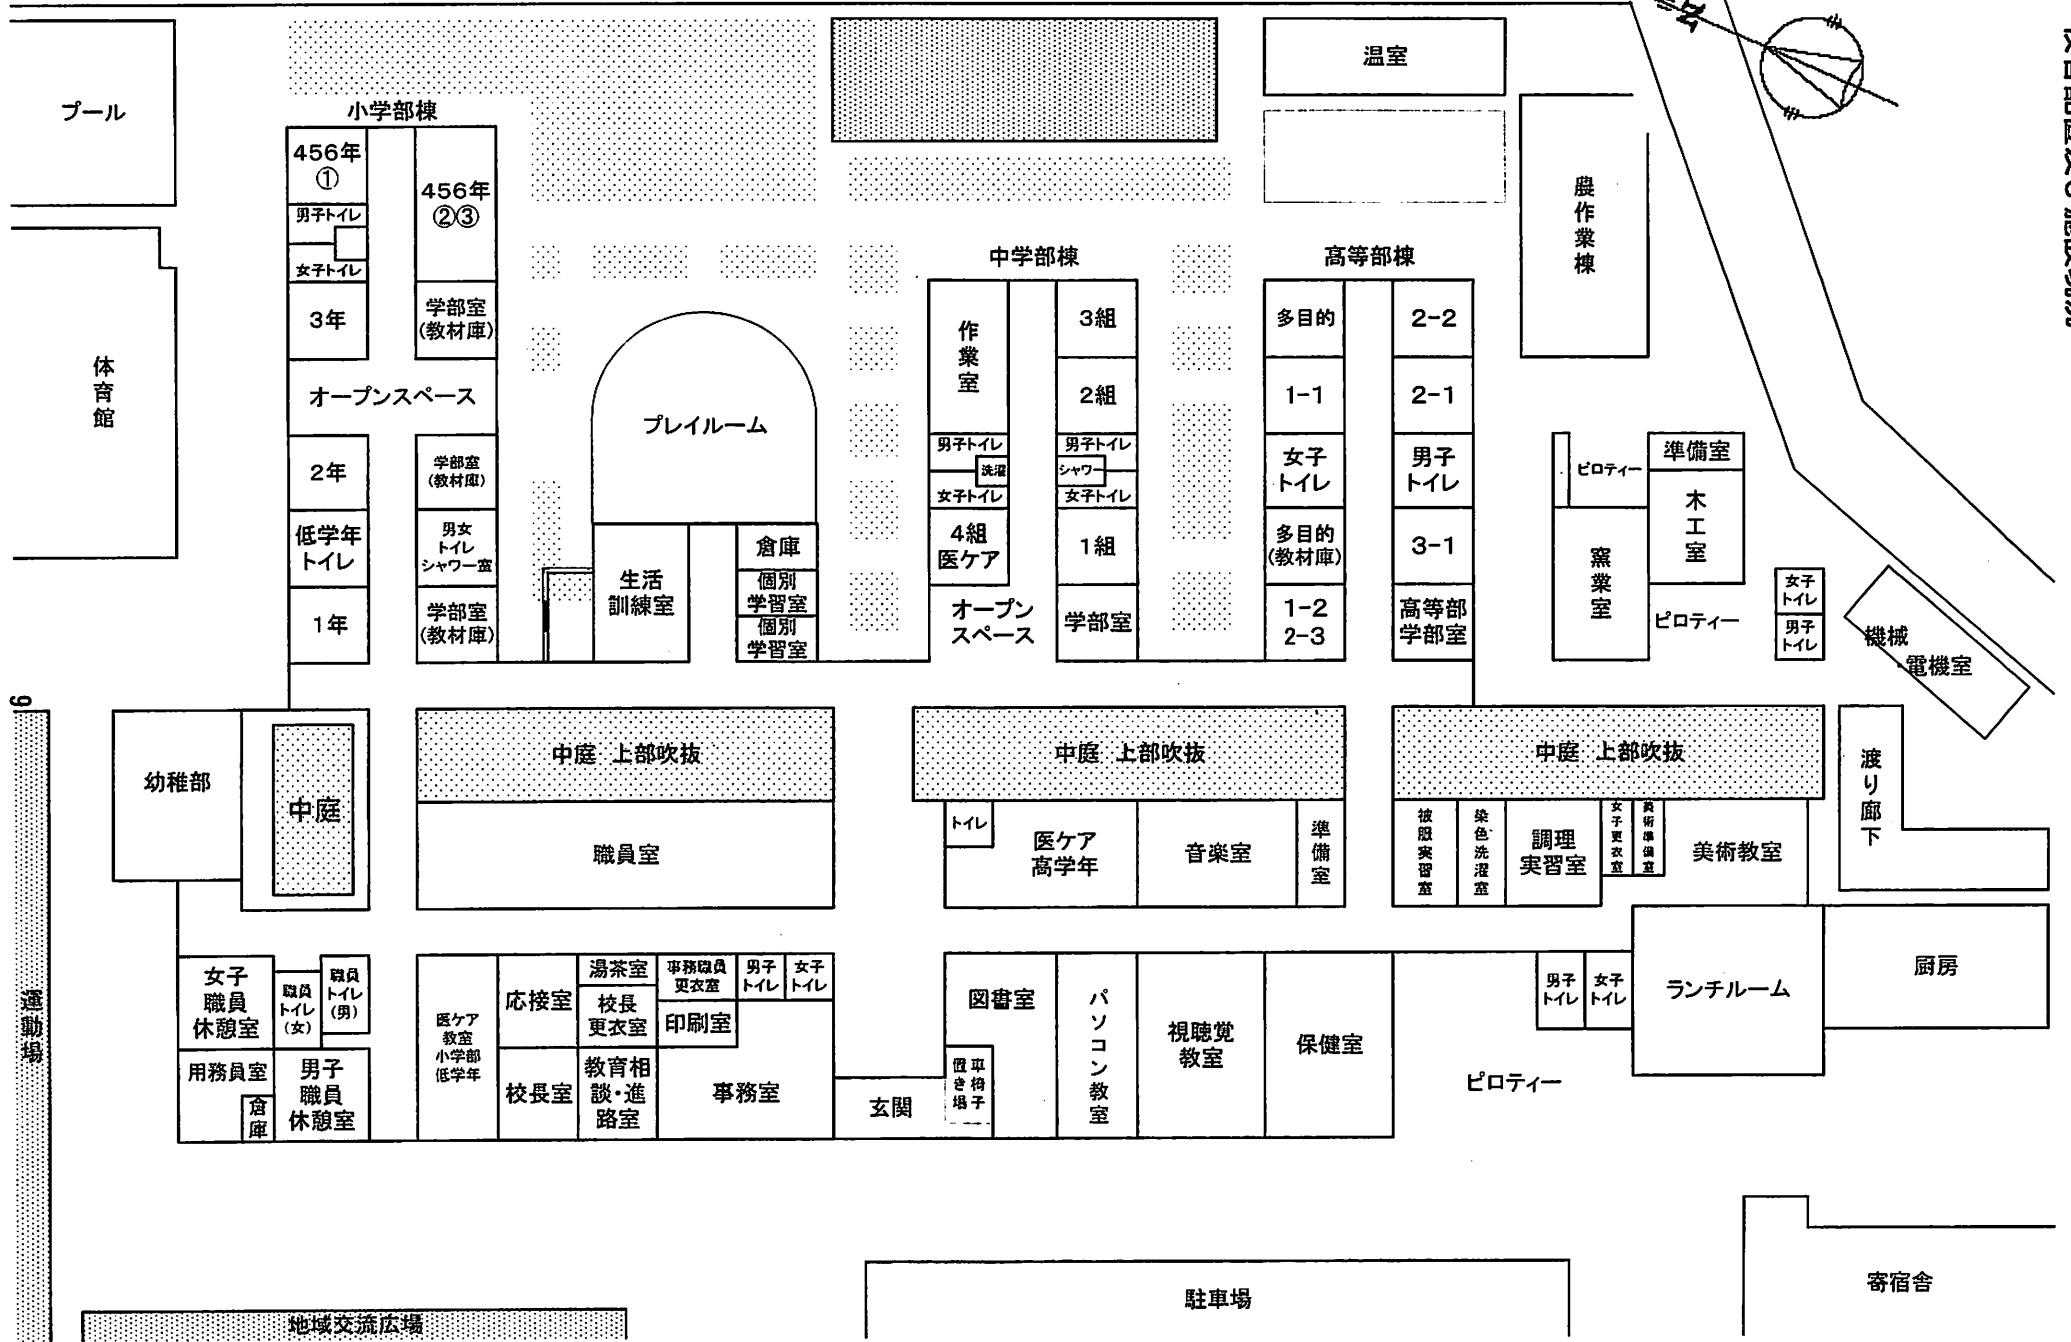 温室
プール
小学部棟
456年
①
456年
②③
男子トイレ
女子トイレ
農作業棟
中学部棟
高等部棟
3年
学部室
(教材庫)
作業室
3組
多目的
2-2
体育館
オープンスペース
プレイルーム
2組
1-1
2-1
2年
学部室
(教材庫)
男子トイレ
洗濯
女子トイレ
男子トイレ
シャワー
女子トイレ
女子
トイレ
男子
トイレ
ピロティー
準備室
木工室
低学年
トイレ
男女
トイレ
シャワー室
倉庫
4組
医ケア
1組
多目的
(教材庫)
3-1
窯業室
生活
訓練室
個別
学習室
個別
学習室
1年
学部室
(教材庫)
オープン
スペース
学部室
1-2
2-3
高等部
学部室
ピロティー
女子
トイレ
男子
トイレ
機械
・電機室
9
幼稚部
中庭
中庭 上部吹抜
中庭 上部吹抜
中庭 上部吹抜
渡り廊下
職員室
トイレ
医ケア
高学年
音楽室
準備室
被服実習室
染色洗濯室
調理
実習室
女子更衣室
美術準備室
美術教室
運動場
女子
職員
休憩室
職員
トイレ
(女)
職員
トイレ
(男)
医ケア
教室
小学部
低学年
応接室
湯茶室
校長
更衣室
事務職員
更衣室
印刷室
男子
トイレ
女子
トイレ
図書室
パソコン教室
視聴覚
教室
保健室
男子
トイレ
女子
トイレ
ランチルーム
厨房
用務員室
倉庫
男子
職員
休憩室
校長室
教育相
談・進
路室
事務室
玄関
車椅子
置き場
ピロティー
地域交流広場
駐車場
寄宿舎